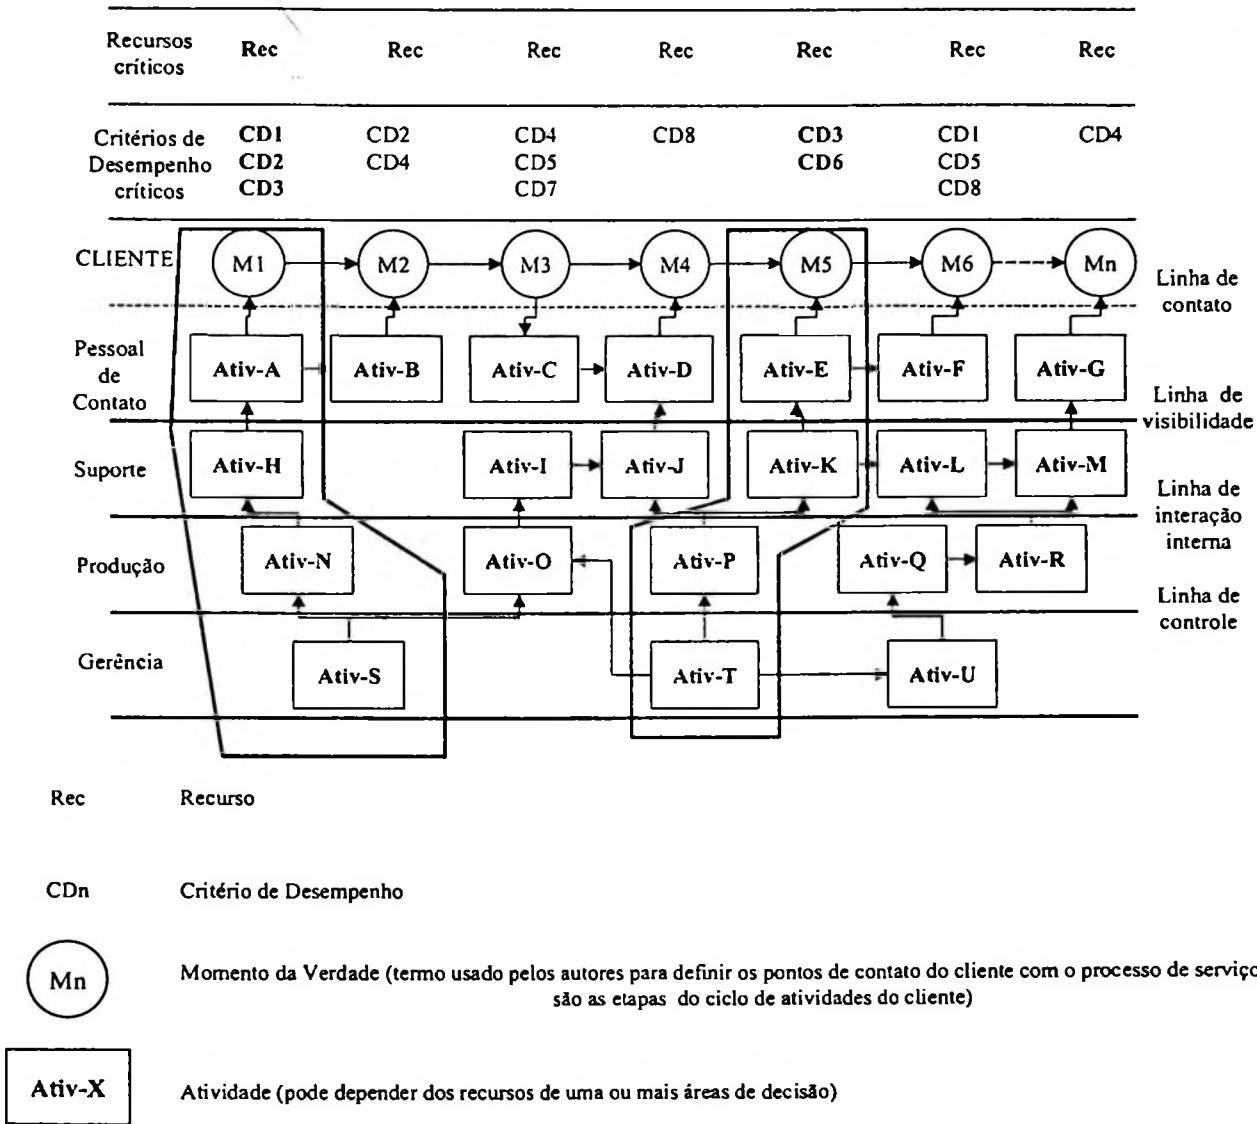 Recursos críticos
Rec Rec Rec Rec Rec Rec Rec
Critérios de Desempenho críticos
CD1 CD2 CD4 CD8 CD3 CD1 CD4
CD2 CD4 CD5 CD6 CD5
CD3 CD7 CD8
CLIENTE
M1 M2 M3 M4 M5 M6 Mn
Linha de contato
Pessoal de Contato
Ativ-A Ativ-B Ativ-C Ativ-D Ativ-E Ativ-F Ativ-G
Linha de visibilidade
Suporte
Ativ-H Ativ-I Ativ-J Ativ-K Ativ-L Ativ-M
Linha de interação interna
Produção
Ativ-N Ativ-O Ativ-P Ativ-Q Ativ-R
Linha de controle
Gerência
Ativ-S Ativ-T Ativ-U
Rec Recurso
CDn Critério de Desempenho
Mn
Momento da Verdade (termo usado pelos autores para definir os pontos de contato do cliente com o processo de serviço
são as etapas do ciclo de atividades do cliente)
Ativ-X
Atividade (pode depender dos recursos de uma ou mais áreas de decisão)